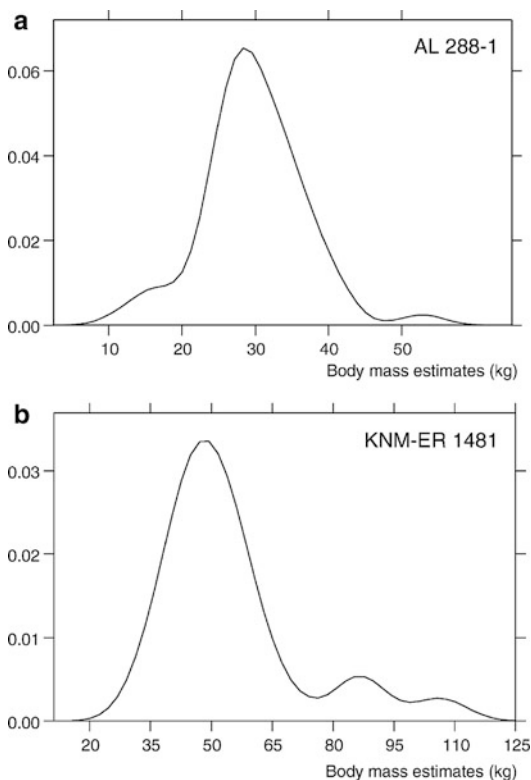 a
AL 288-1
0.06
0.04
0.02
0.00
10 20 30 40 50
Body mass estimates (kg)
b
KNM-ER 1481
0.03
0.02
0.01
0.00
20 35 50 65 80 95 110 125
Body mass estimates (kg)